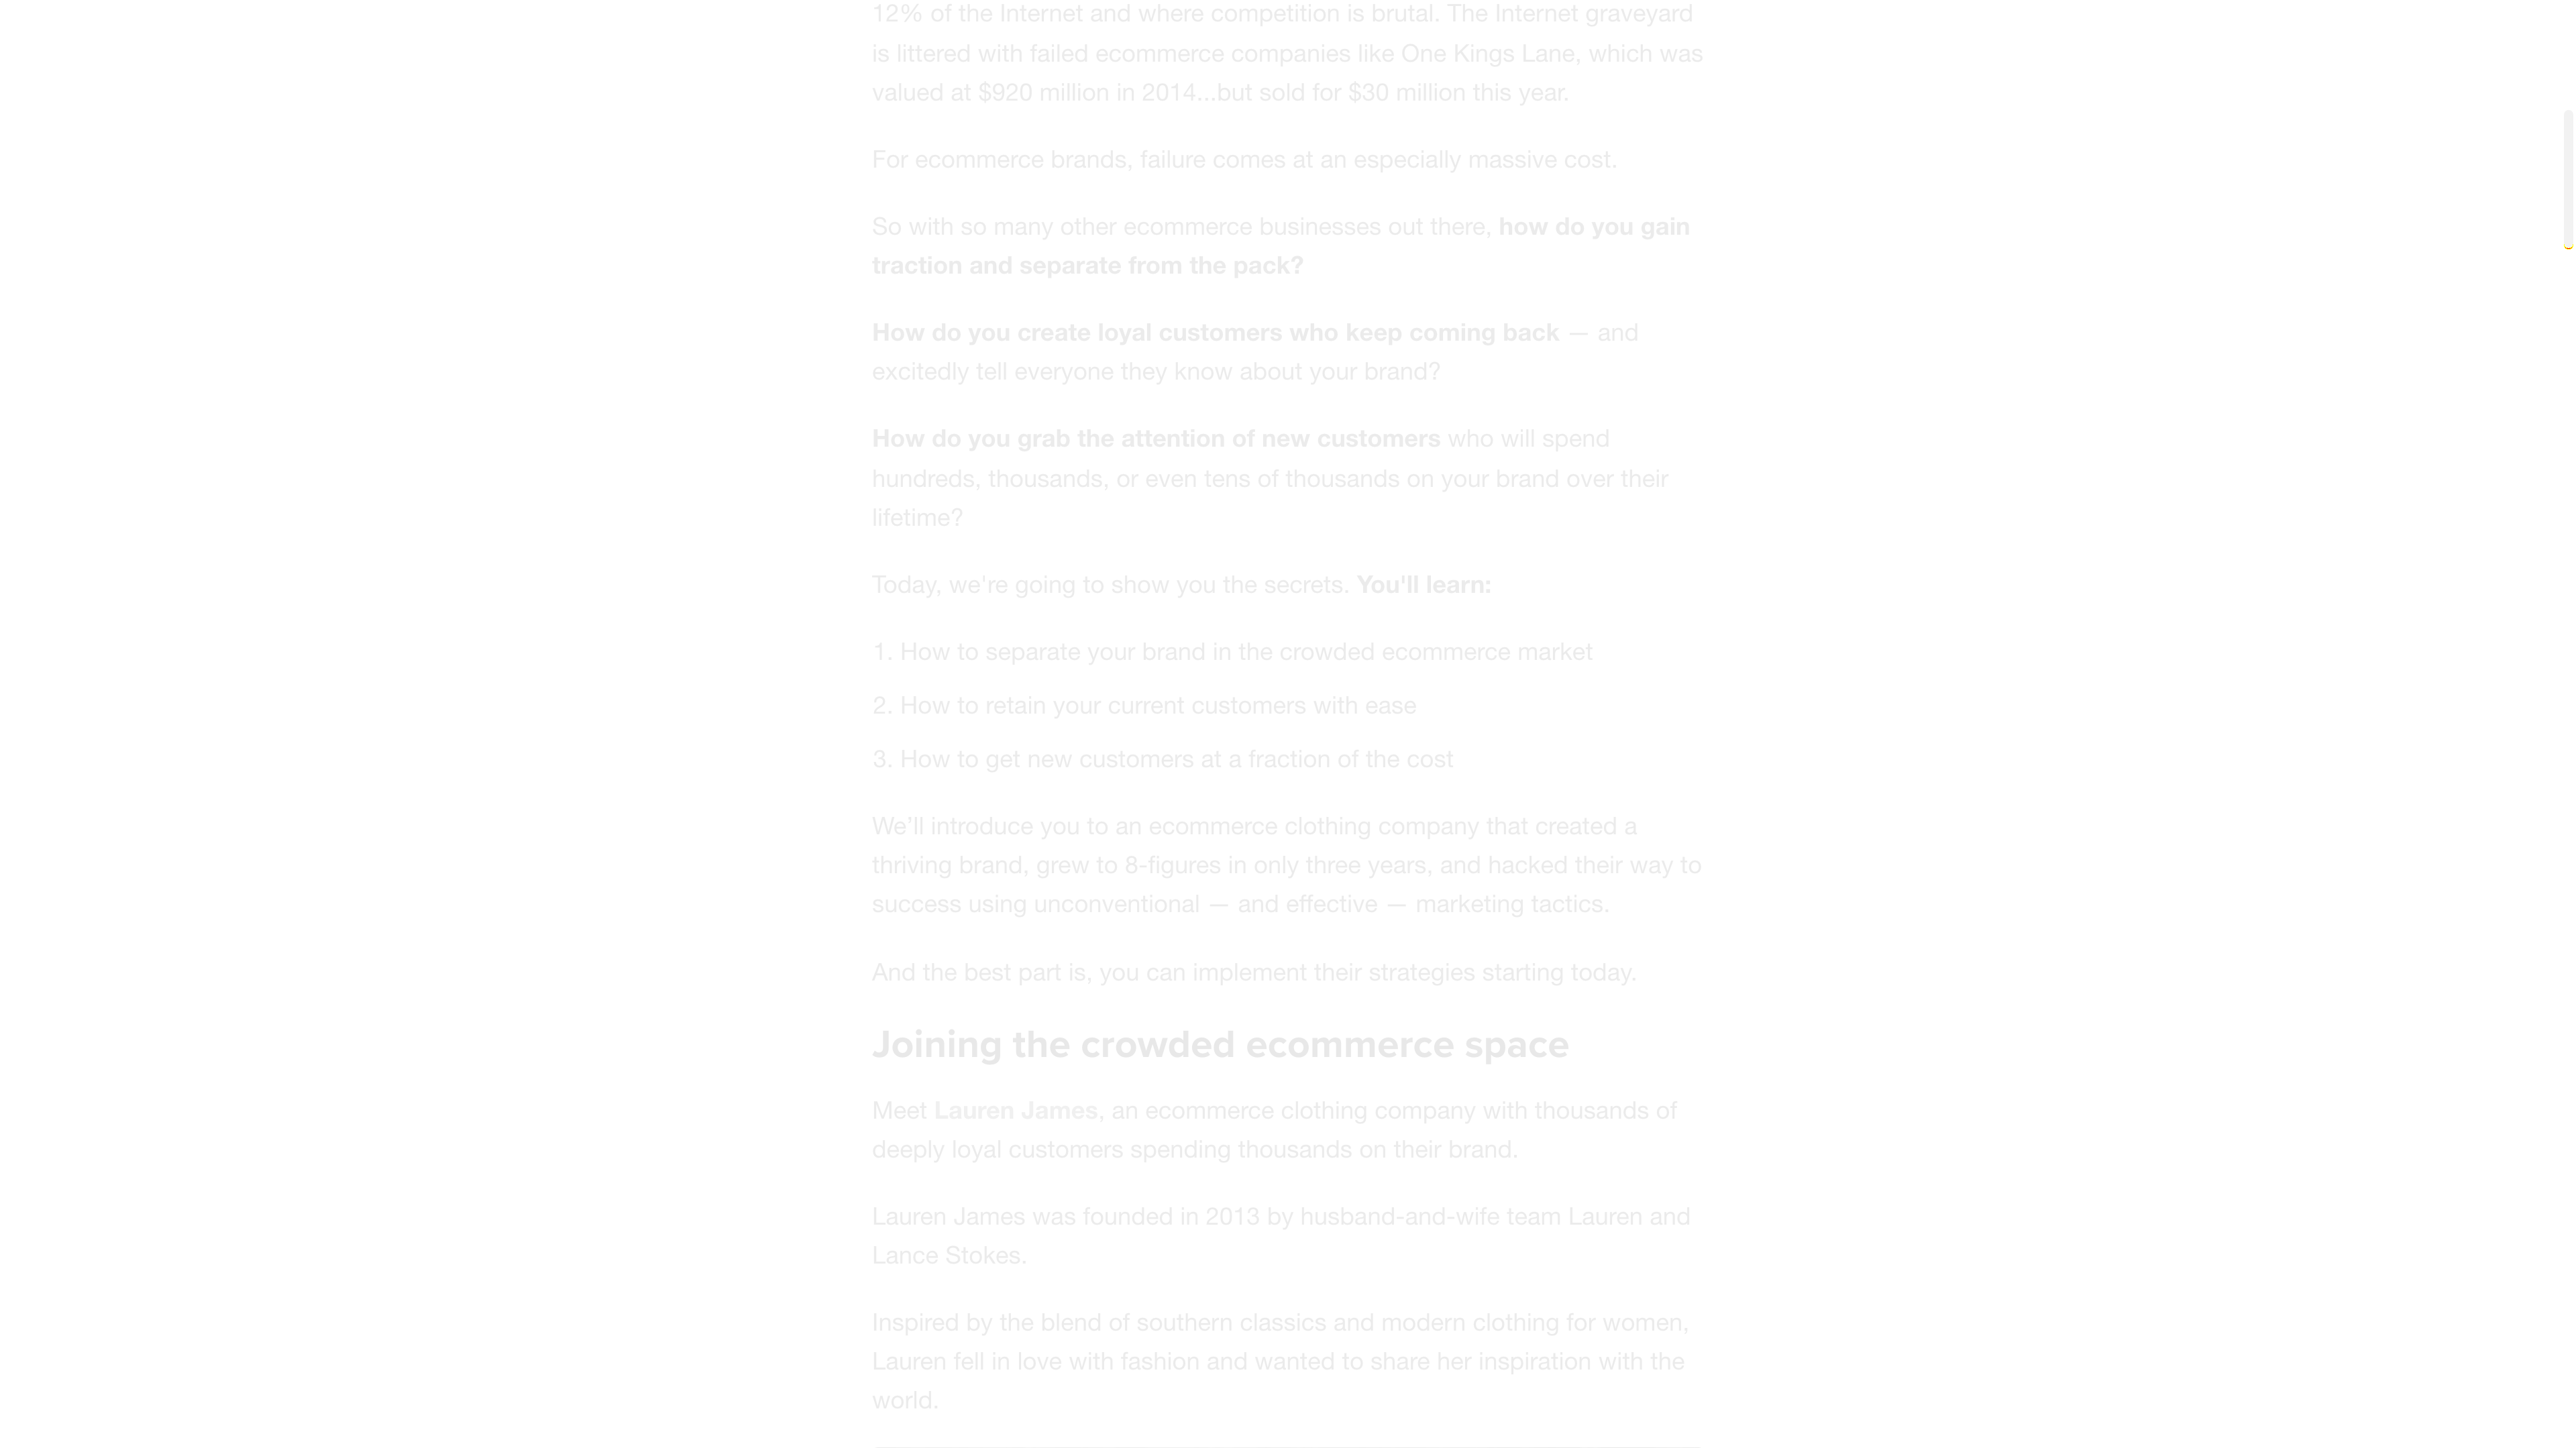 12% of the Internet and where competition is brutal. The Internet graveyard
is littered with failed ecommerce companies like One Kings Lane, which was
valued at $920 million in 2014...but sold for $30 million this year.
For ecommerce brands, failure comes at an especially massive cost.
So with so many other ecommerce businesses out there, how do you gain
traction and separate from the pack?
How do you create loyal customers who keep coming back — and
excitedly tell everyone they know about your brand?
How do you grab the attention of new customers who will spend
hundreds, thousands, or even tens of thousands on your brand over their
lifetime?
Today, we're going to show you the secrets. You'll learn:
1. How to separate your brand in the crowded ecommerce market
2. How to retain your current customers with ease
3. How to get new customers at a fraction of the cost
We'll introduce you to an ecommerce clothing company that created a
thriving brand, grew to 8-figures in only three years, and hacked their way to
success using unconventional — and effective — marketing tactics.
And the best part is, you can implement their strategies starting today.
Joining the crowded ecommerce space
Meet Lauren James, an ecommerce clothing company with thousands of
deeply loyal customers spending thousands on their brand.
Lauren James was founded in 2013 by husband-and-wife team Lauren and
Lance Stokes.
Inspired by the blend of southern classics and modern clothing for women,
Lauren fell in love with fashion and wanted to share her inspiration with the
world.